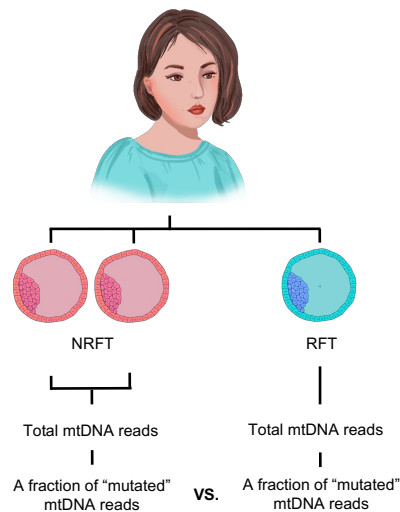 NRFT
RFT
Total mtDNA reads
Total mtDNA reads
A fraction of “mutated”
mtDNA reads
VS.
A fraction of “mutated”
mtDNA reads